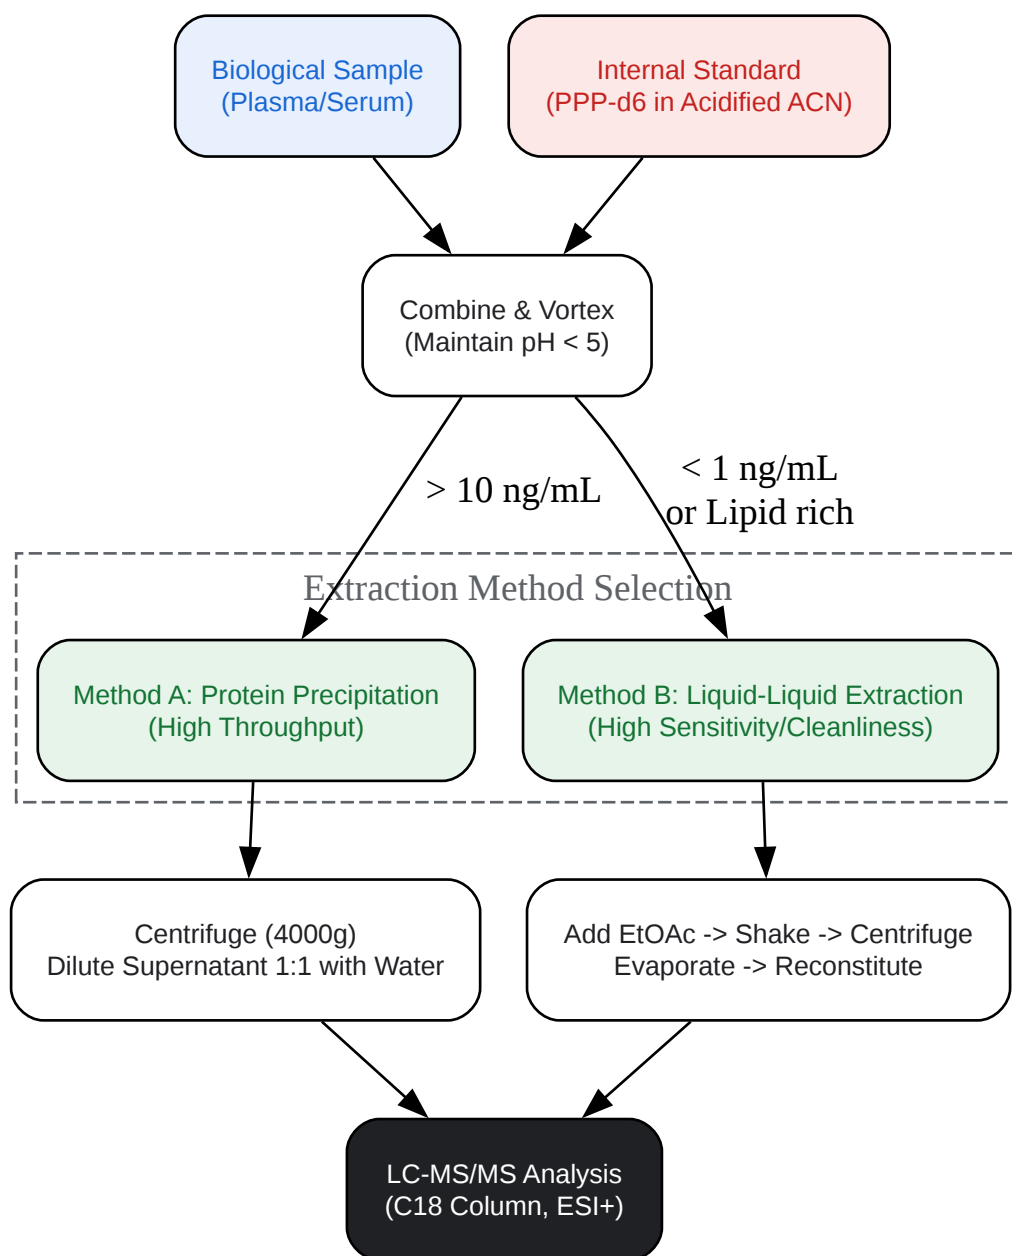 Biological Sample
(Plasma/Serum)
Internal Standard
(PPP-d6 in Acidified ACN)
Combine & Vortex
(Maintain pH < 5)
> 10 ng/mL
< 1 ng/mL
or Lipid rich
Extraction Method Selection
Method A: Protein Precipitation
(High Throughput)
Method B: Liquid-Liquid Extraction
(High Sensitivity/Cleanliness)
Centrifuge (4000g)
Dilute Supernatant 1:1 with Water
Add EtOAc -> Shake -> Centrifuge
Evaporate -> Reconstitute
LC-MS/MS Analysis
(C18 Column, ESI+)